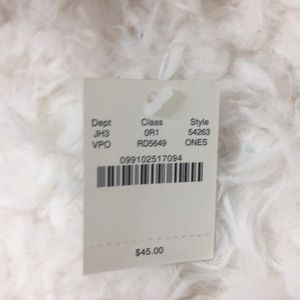 Dept Class Style
JH3 0R1 54263
VPO RD5649 ONES
099102517094
$45.00